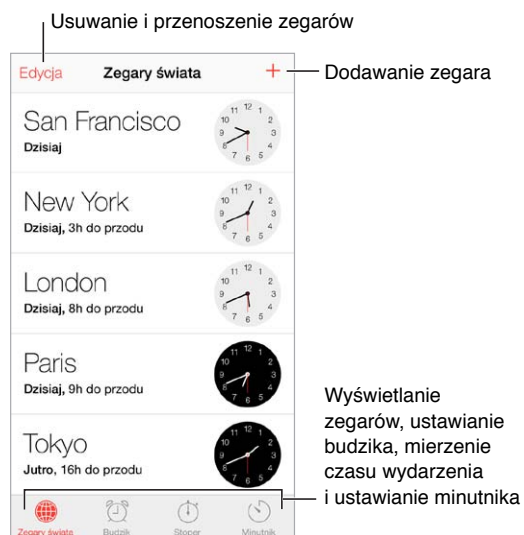 Usuwanie i przenoszenie zegarów
Edycja Zegary świata +
Dodawanie zegara
San Francisco
Dzisiaj
New York
Dzisiaj, 3h do przodu
London
Dzisiaj, 8h do przodu
Paris
Dzisiaj, 9h do przodu
Tokyo
Jutro, 16h do przodu
Wyświetlanie
zegarów, ustawianie
budzika, mierzenie
czasu wydarzenia
i ustawianie minutnika
Zegary świata Budzik Stoper Minutnik